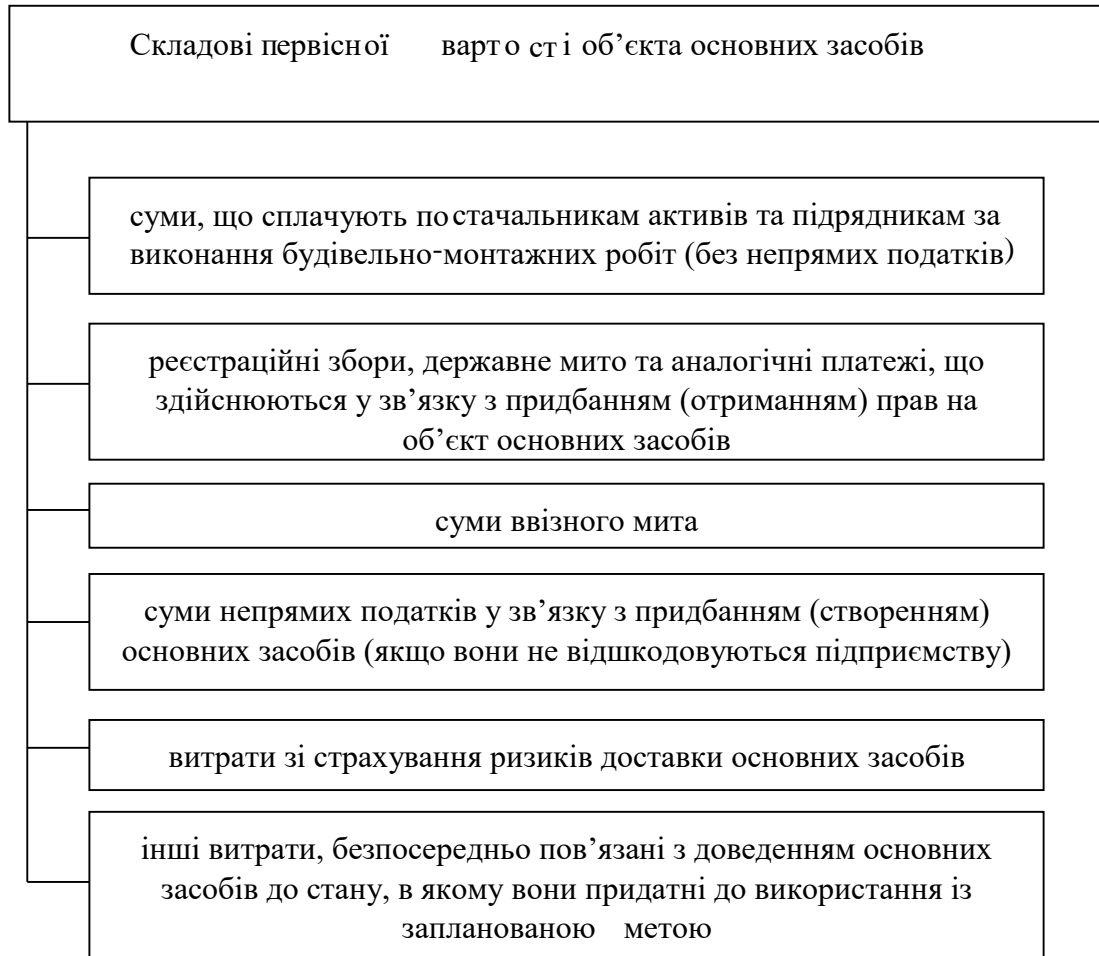 Складові первісної вартості об’єкта основних засобів
суми, що сплачують постачальникам активів та підрядникам за
виконання будівельно-монтажних робіт (без непрямих податків)
реєстраційні збори, державне мито та аналогічні платежі, що
здійснюються у зв’язку з придбанням (отриманням) прав на
об’єкт основних засобів
суми ввізного мита
суми непрямих податків у зв’язку з придбанням (створенням)
основних засобів (якщо вони не відшкодовуються підприємству)
витрати зі страхування ризиків доставки основних засобів
інші витрати, безпосередньо пов’язані з доведенням основних
засобів до стану, в якому вони придатні до використання із
запланованою метою